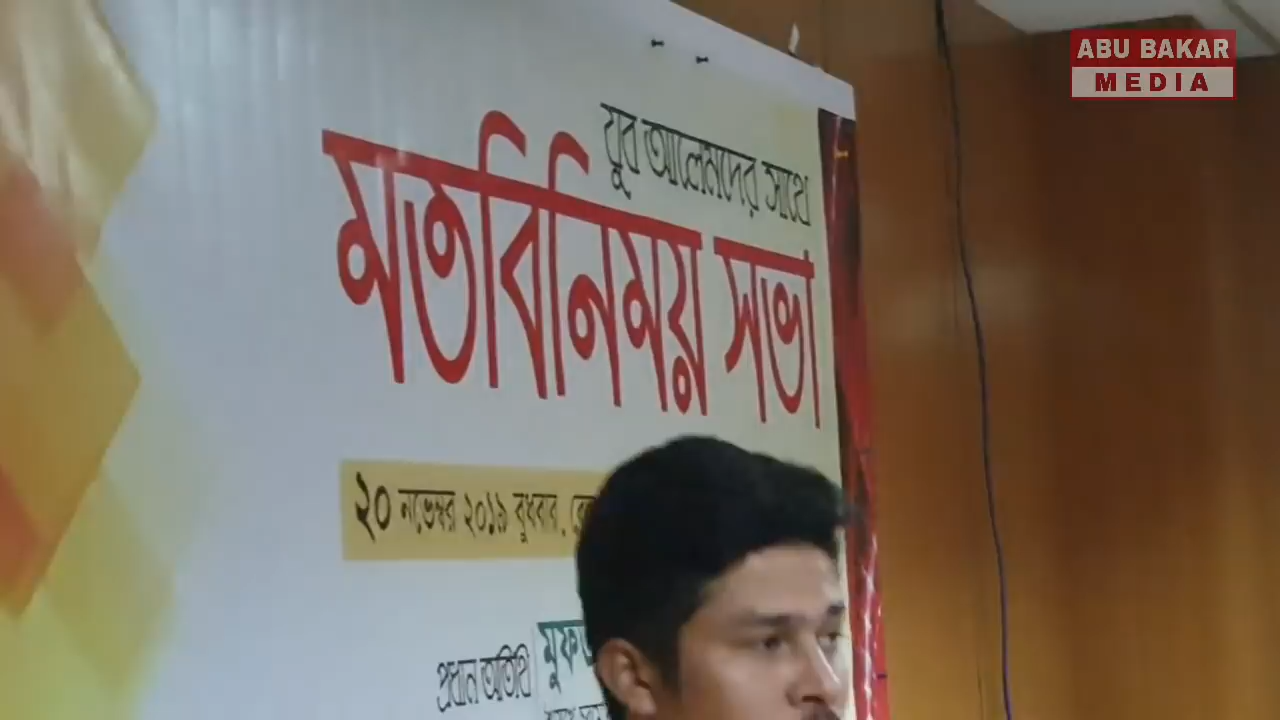 ABU BAKAR
MEDIA
যুব আলেমদের সাথে
মতবিনিময় সভা
২০ নভেম্বর ২০১৯ বুধবার,
প্রধান অতিথি